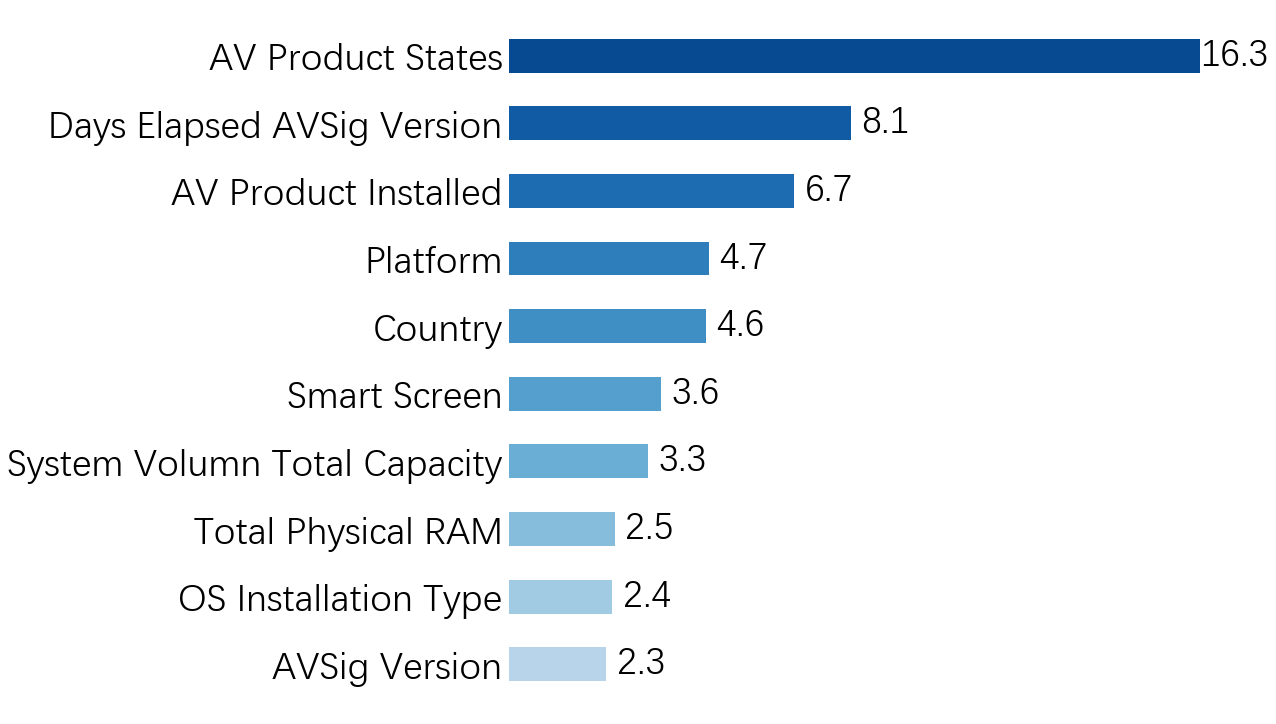 AV Product States 16.3
Days Elapsed AVSig Version 8.1
AV Product Installed 6.7
Platform 4.7
Country 4.6
Smart Screen 3.6
System Volumn Total Capacity 3.3
Total Physical RAM 2.5
OS Installation Type 2.4
AVSig Version 2.3